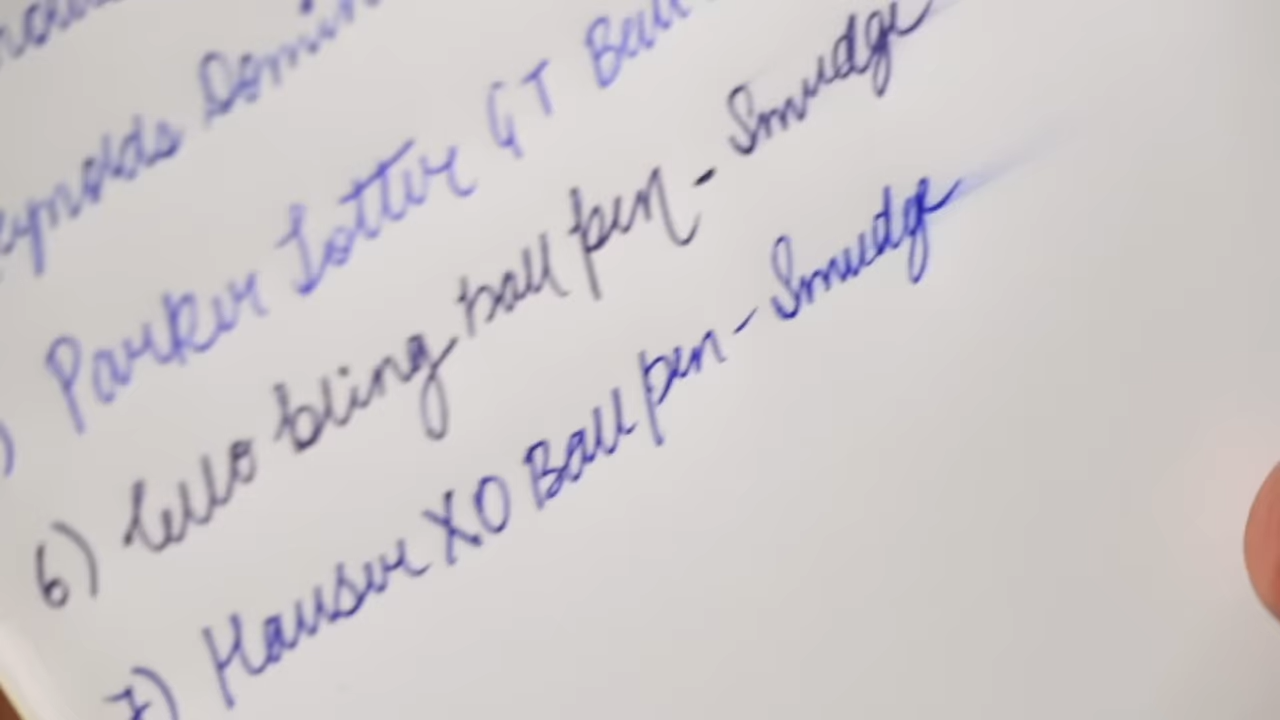 Reynolds Domin
) Parker Jotter GT Ball
6) Cello bling ball pen - Smudge
7) Hauser XO Ball pen - Smudge